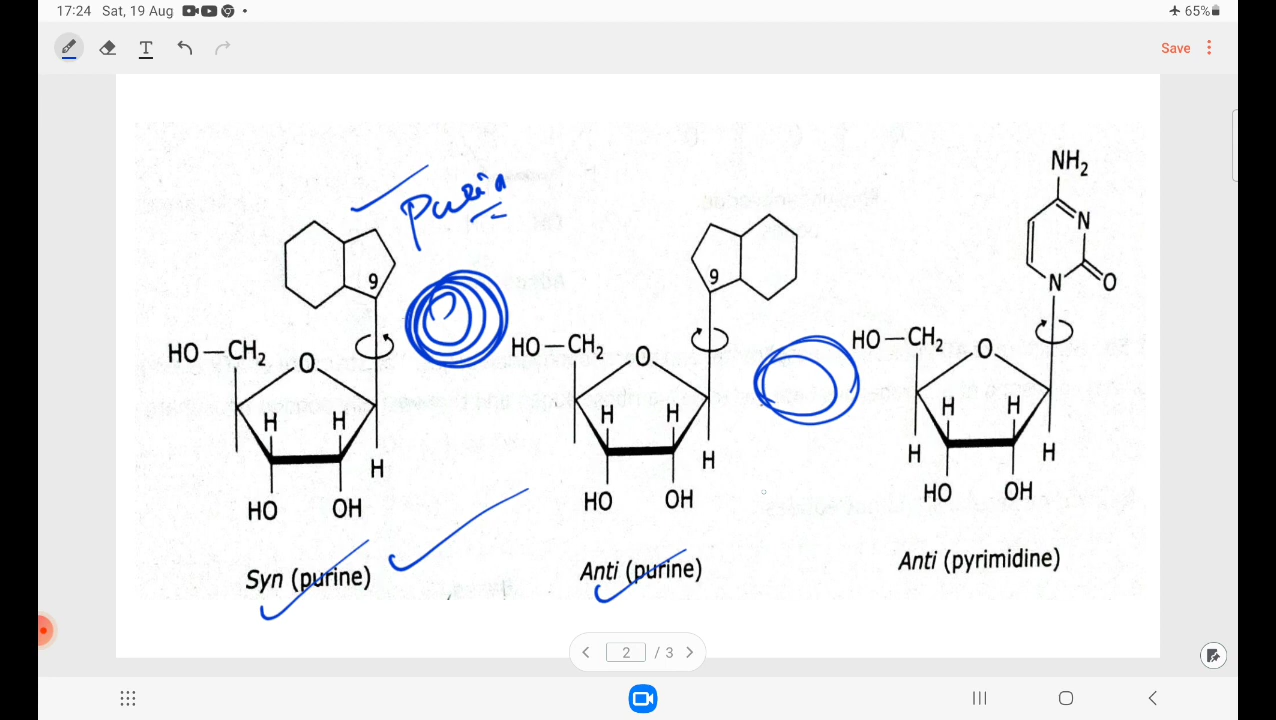 17:24 Sat, 19 Aug
65%
T
Save
NH₂
N
N
O
9
9
HO—CH₂
O
HO—CH₂
O
HO—CH₂
O
H
H
H
H
H
H
H
H
H
H
HO
OH
HO
OH
HO
OH
Syn (purine)
Anti (purine)
Anti (pyrimidine)
2 / 3